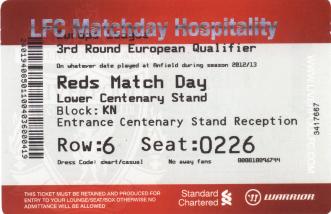 LFC Matchday Hospitality
3rd Round European Qualifier
On whatever date played at Anfield during season 2012/13
Reds Match Day
Lower Centenary Stand
Block: KN
Entrance Centenary Stand Reception
Row:6 Seat:0226
Dress Code: smart/casual No away fans 000010096744
3417667
THIS TICKET MUST BE RETAINED AND PRODUCED FOR
ENTRY TO YOUR LOUNGE/SEAT/BOX OTHERWISE NO
ADMITTANCE WILL BE ALLOWED
Standard
Chartered
WARRIOR